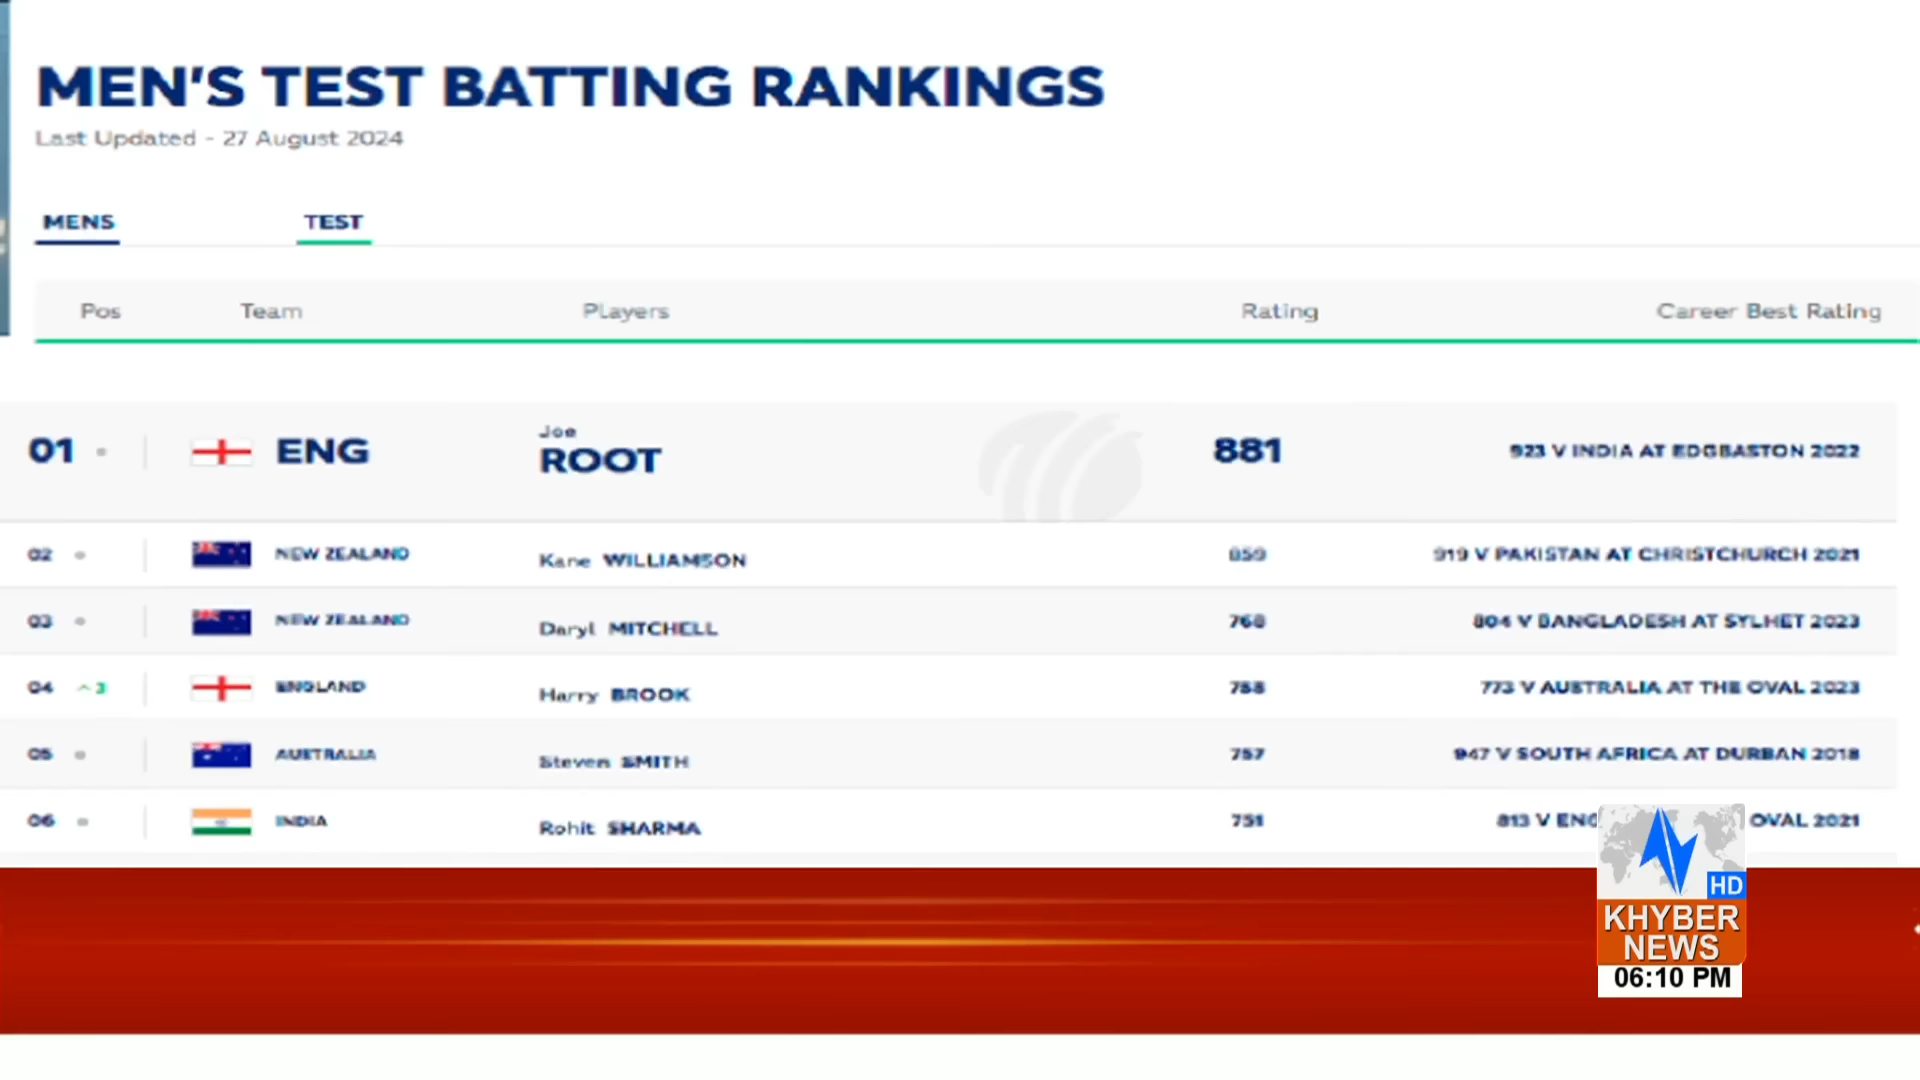 MEN'S TEST BATTING RANKINGS
Last Updated - 27 August 2024
MENS TEST
Pos Team Players Rating Career Best Rating
01 ENG Joe ROOT 881 923 V INDIA AT EDGBASTON 2022
02 NEW ZEALAND Kane WILLIAMSON 859 919 V PAKISTAN AT CHRISTCHURCH 2021
03 NEW ZEALAND Daryl MITCHELL 768 804 V BANGLADESH AT SYLHET 2023
04 3 ENGLAND Harry BROOK 758 773 V AUSTRALIA AT THE OVAL 2023
05 AUSTRALIA Steven SMITH 757 947 V SOUTH AFRICA AT DURBAN 2018
06 INDIA Rohit SHARMA 751 813 V ENG OVAL 2021
HD
KHYBER
NEWS
06:10 PM